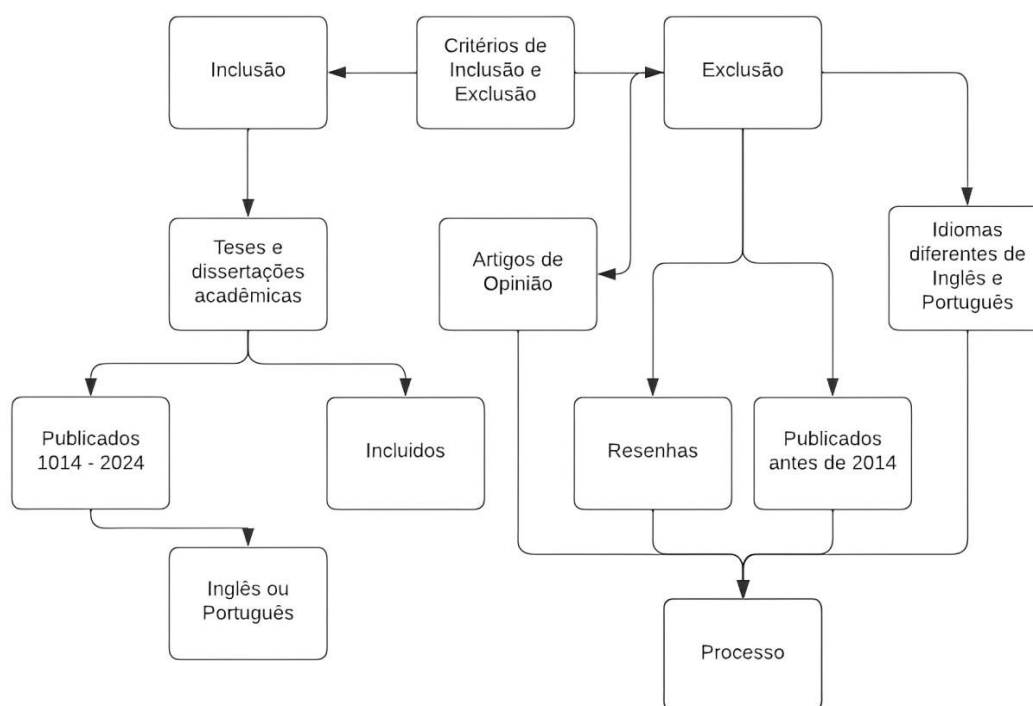 Inclusão
Critérios de
Inclusão e
Exclusão
Exclusão
Teses e
dissertações
acadêmicas
Artigos de
Opinião
Idiomas
diferentes de
Inglês e
Português
Publicados
1014 - 2024
Incluidos
Resenhas
Publicados
antes de 2014
Inglês ou
Português
Processo